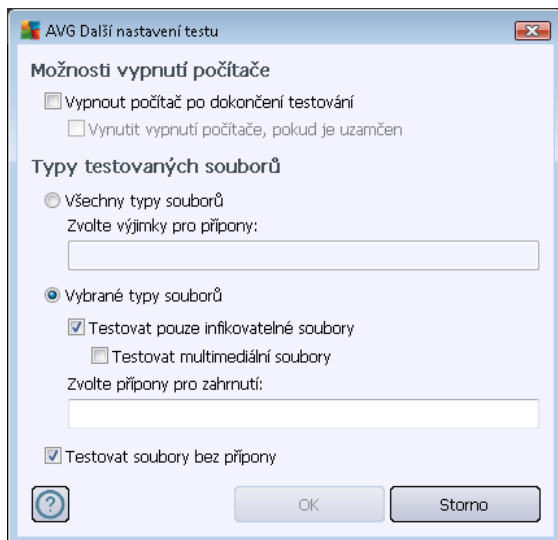 AVG Další nastavení testu
Možnosti vypnutí počítače
Vypnout počítač po dokončení testování
Vynutit vypnutí počítače, pokud je uzamčen
Typy testovaných souborů
Všechny typy souborů
Zvolte výjimky pro přípony:
Vybrané typy souborů
Testovat pouze infikovatelné soubory
Testovat multimediální soubory
Zvolte přípony pro zahrnutí:
Testovat soubory bez přípony
? OK Storno